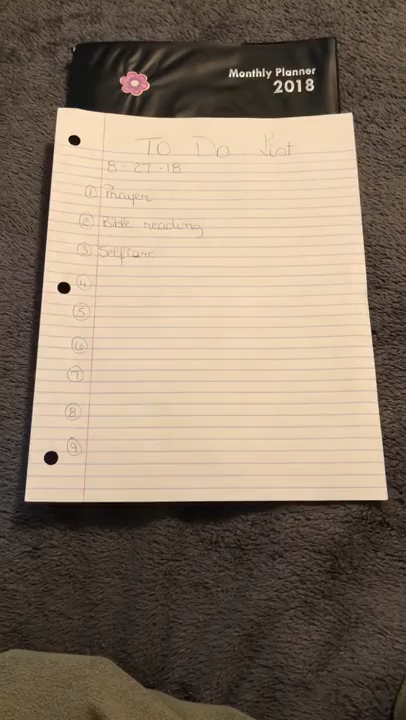 Monthly Planner
2018
To Do List
8-27-18
① Prayer
② Bible reading
③ Selfcare
④
⑤
⑥
⑦
⑧
⑨